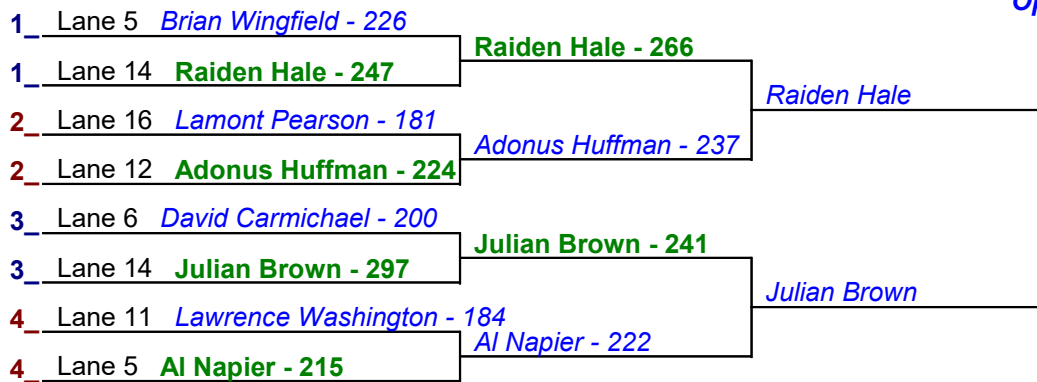 Op
1_ Lane 5 Brian Wingfield - 226
Raiden Hale - 266
1_ Lane 14 Raiden Hale - 247
Raiden Hale
2_ Lane 16 Lamont Pearson - 181
Adonus Huffman - 237
2_ Lane 12 Adonus Huffman - 224
3_ Lane 6 David Carmichael - 200
Julian Brown - 241
3_ Lane 14 Julian Brown - 297
Julian Brown
4_ Lane 11 Lawrence Washington - 184
Al Napier - 222
4_ Lane 5 Al Napier - 215